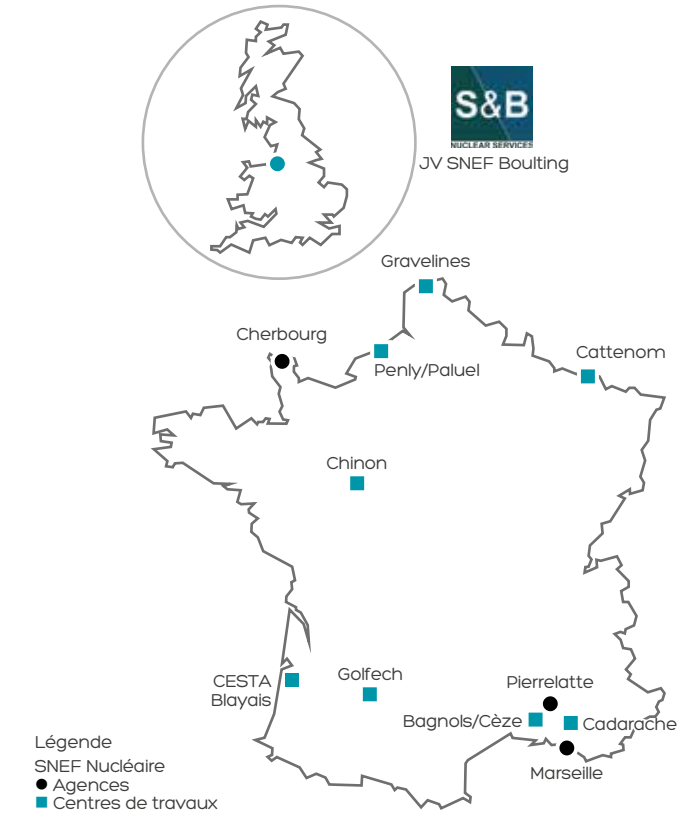 S&B
NUCLEAR SERVICES
JV SNEF Boulting
Gravelines
Cherbourg
Penly/Paluel
Cattenom
Chinon
CESTA
Blayais
Golfech
Pierrelatte
Bagnols/Cèze
Cadarache
Marseille
Légende
SNEF Nucléaire
Agences
Centres de travaux